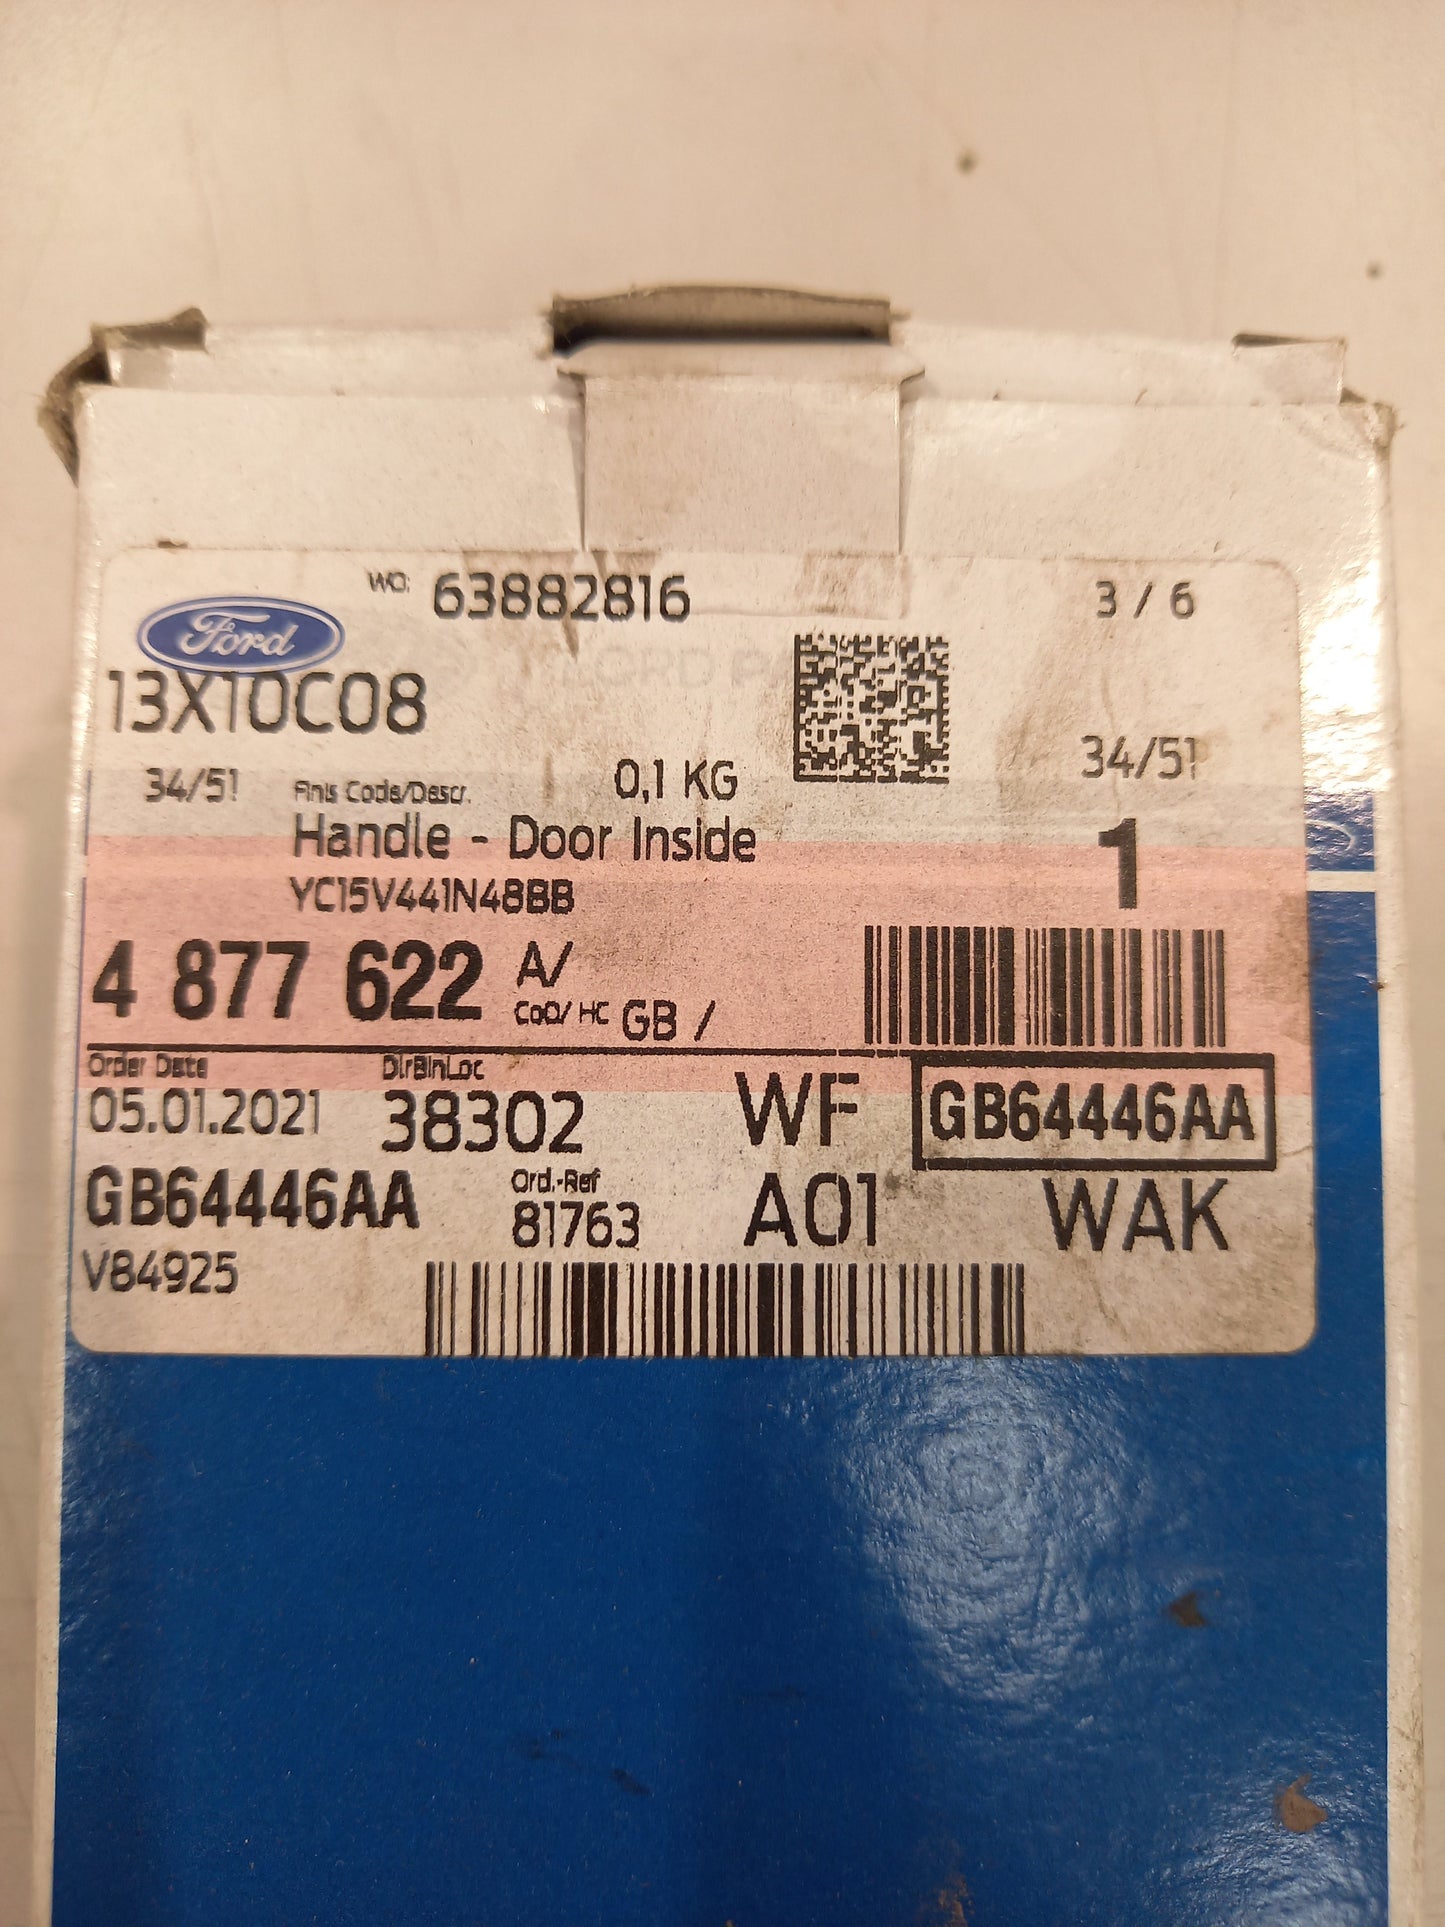 WO: 63882816 3 / 6
Ford
13X10C08
34/51 Finis Code/Descr. 0,1 KG 34/51
Handle - Door Inside 1
YC15V441N48BB
4 877 622 A/
CoO/ HC GB /
Order Date DlrBinLoc
05.01.2021 38302 WF GB64446AA
GB64446AA Ord.-Ref A01 WAK
81763
V84925